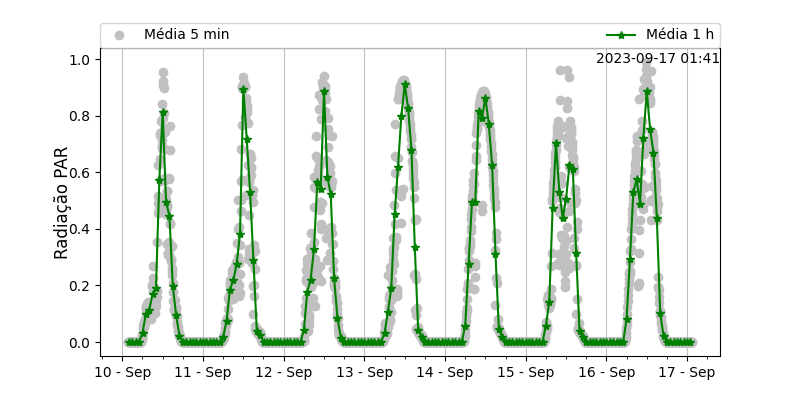 Média 5 min
Média 1 h
2023-09-17 01:41
Radiação PAR
1.0
0.8
0.6
0.4
0.2
0.0
10 - Sep
11 - Sep
12 - Sep
13 - Sep
14 - Sep
15 - Sep
16 - Sep
17 - Sep